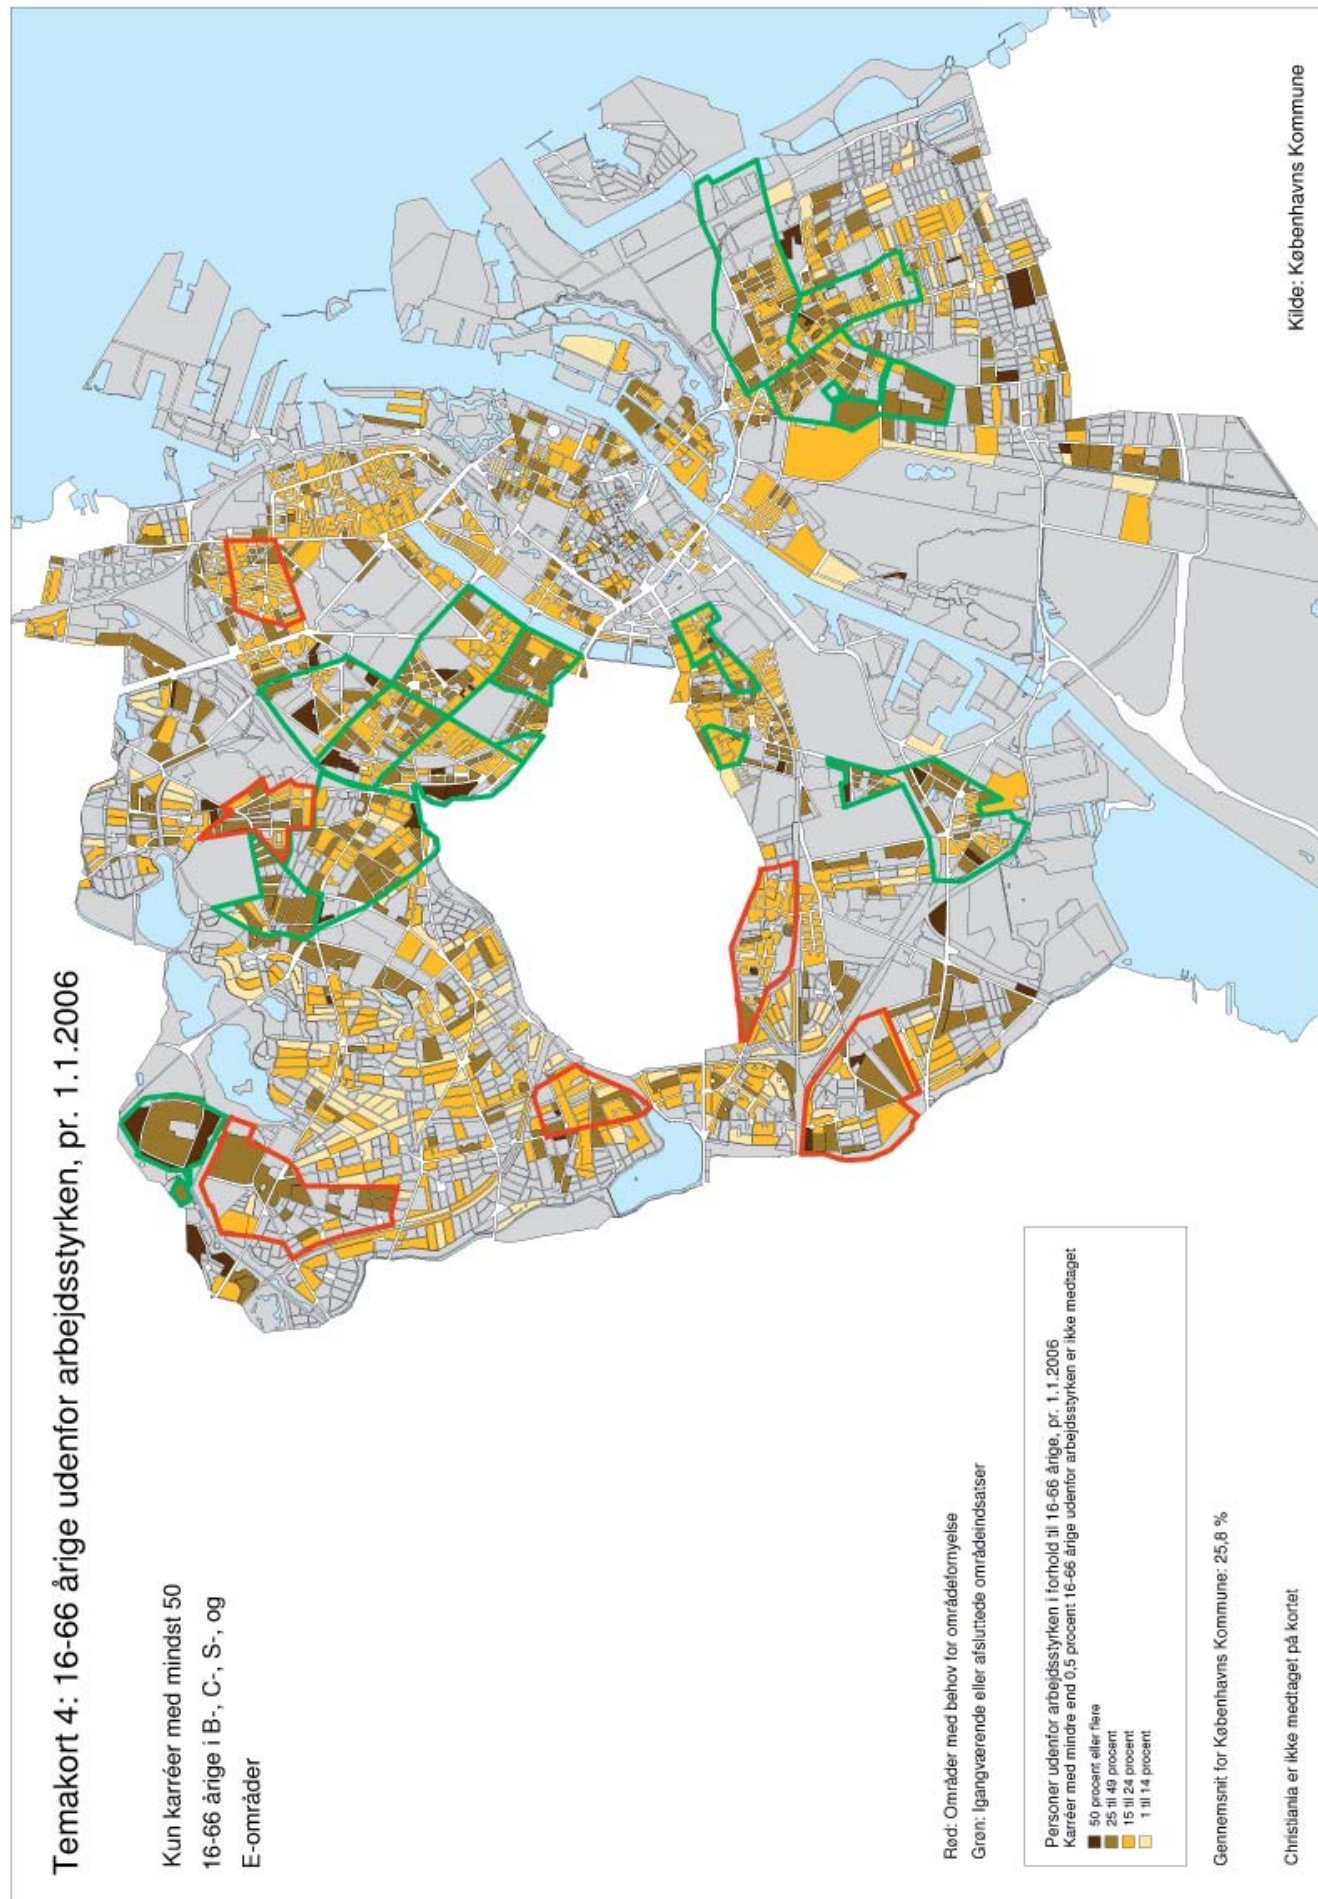 Temakort 4: 16-66 årige udenfor arbejdsstyrken, pr. 1.1.2006
Kun karréer med mindst 50
16-66 årige i B-, C-, S-, og
E-områder
Rød: Områder med behov for områdefornyelse
Grøn: Igangværende eller afsluttede områdeindsatser
Personer udenfor arbejdsstyrken i forhold til 16-66 årige, pr. 1.1.2006
Karréer med mindre end 0,5 procent 16-66 årige udenfor arbejdsstyrken er ikke medtaget
50 procent eller flere
25 til 49 procent
15 til 24 procent
1 til 14 procent
Gennemsnit for Københavns Kommune: 25,8 %
Christiania er ikke medtaget på kortet
Kilde: Københavns Kommune